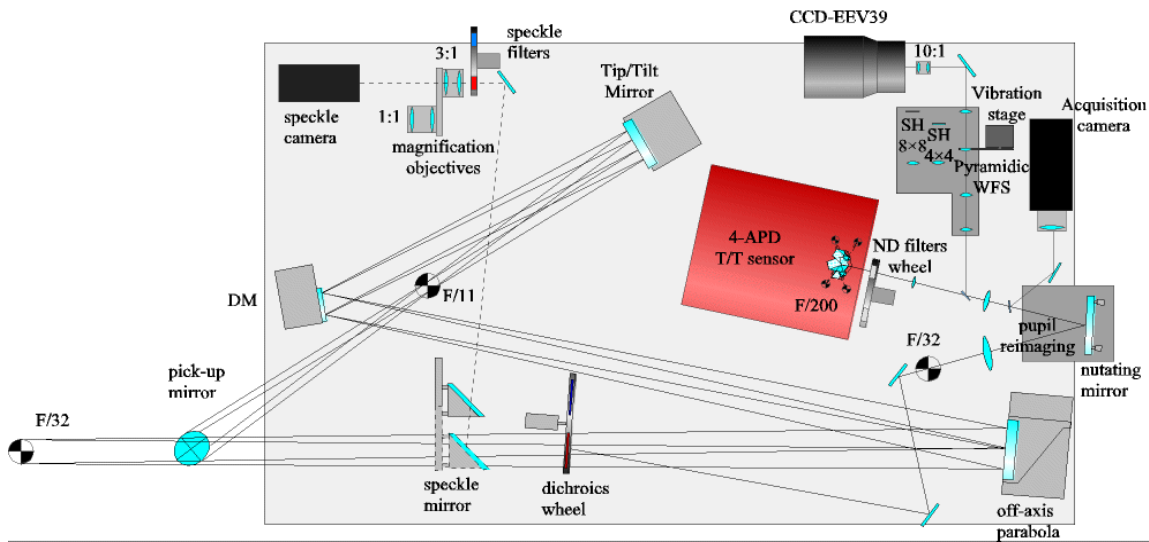 CCD-EEV39
speckle
filters
3:1
10:1
Tip/Tilt
Mirror
Vibration
stage
Acquisition
camera
speckle
camera
1:1
magnification
objectives
SH
8×8
SH
4×4
Pyramidic
WFS
4-APD
T/T sensor
ND filters
wheel
DM
F/11
F/200
F/32
pupil
reimaging
nutating
mirror
pick-up
mirror
F/32
speckle
mirror
dichroics
wheel
off-axis
parabola